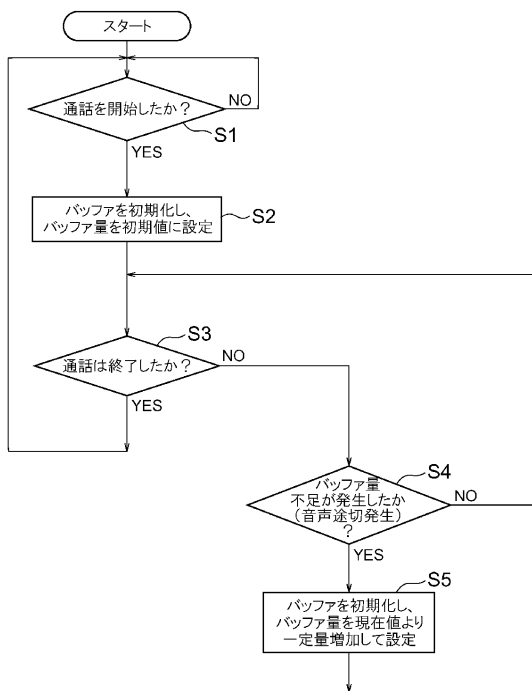 スタート
通話を開始したか？
NO
S1
YES
バッファを初期化し、
バッファ量を初期値に設定
S2
S3
通話は終了したか？
NO
YES
S4
バッファ量
不足が発生したか
（音声途切発生）
？
NO
YES
S5
バッファを初期化し、
バッファ量を現在値より
一定量増加して設定